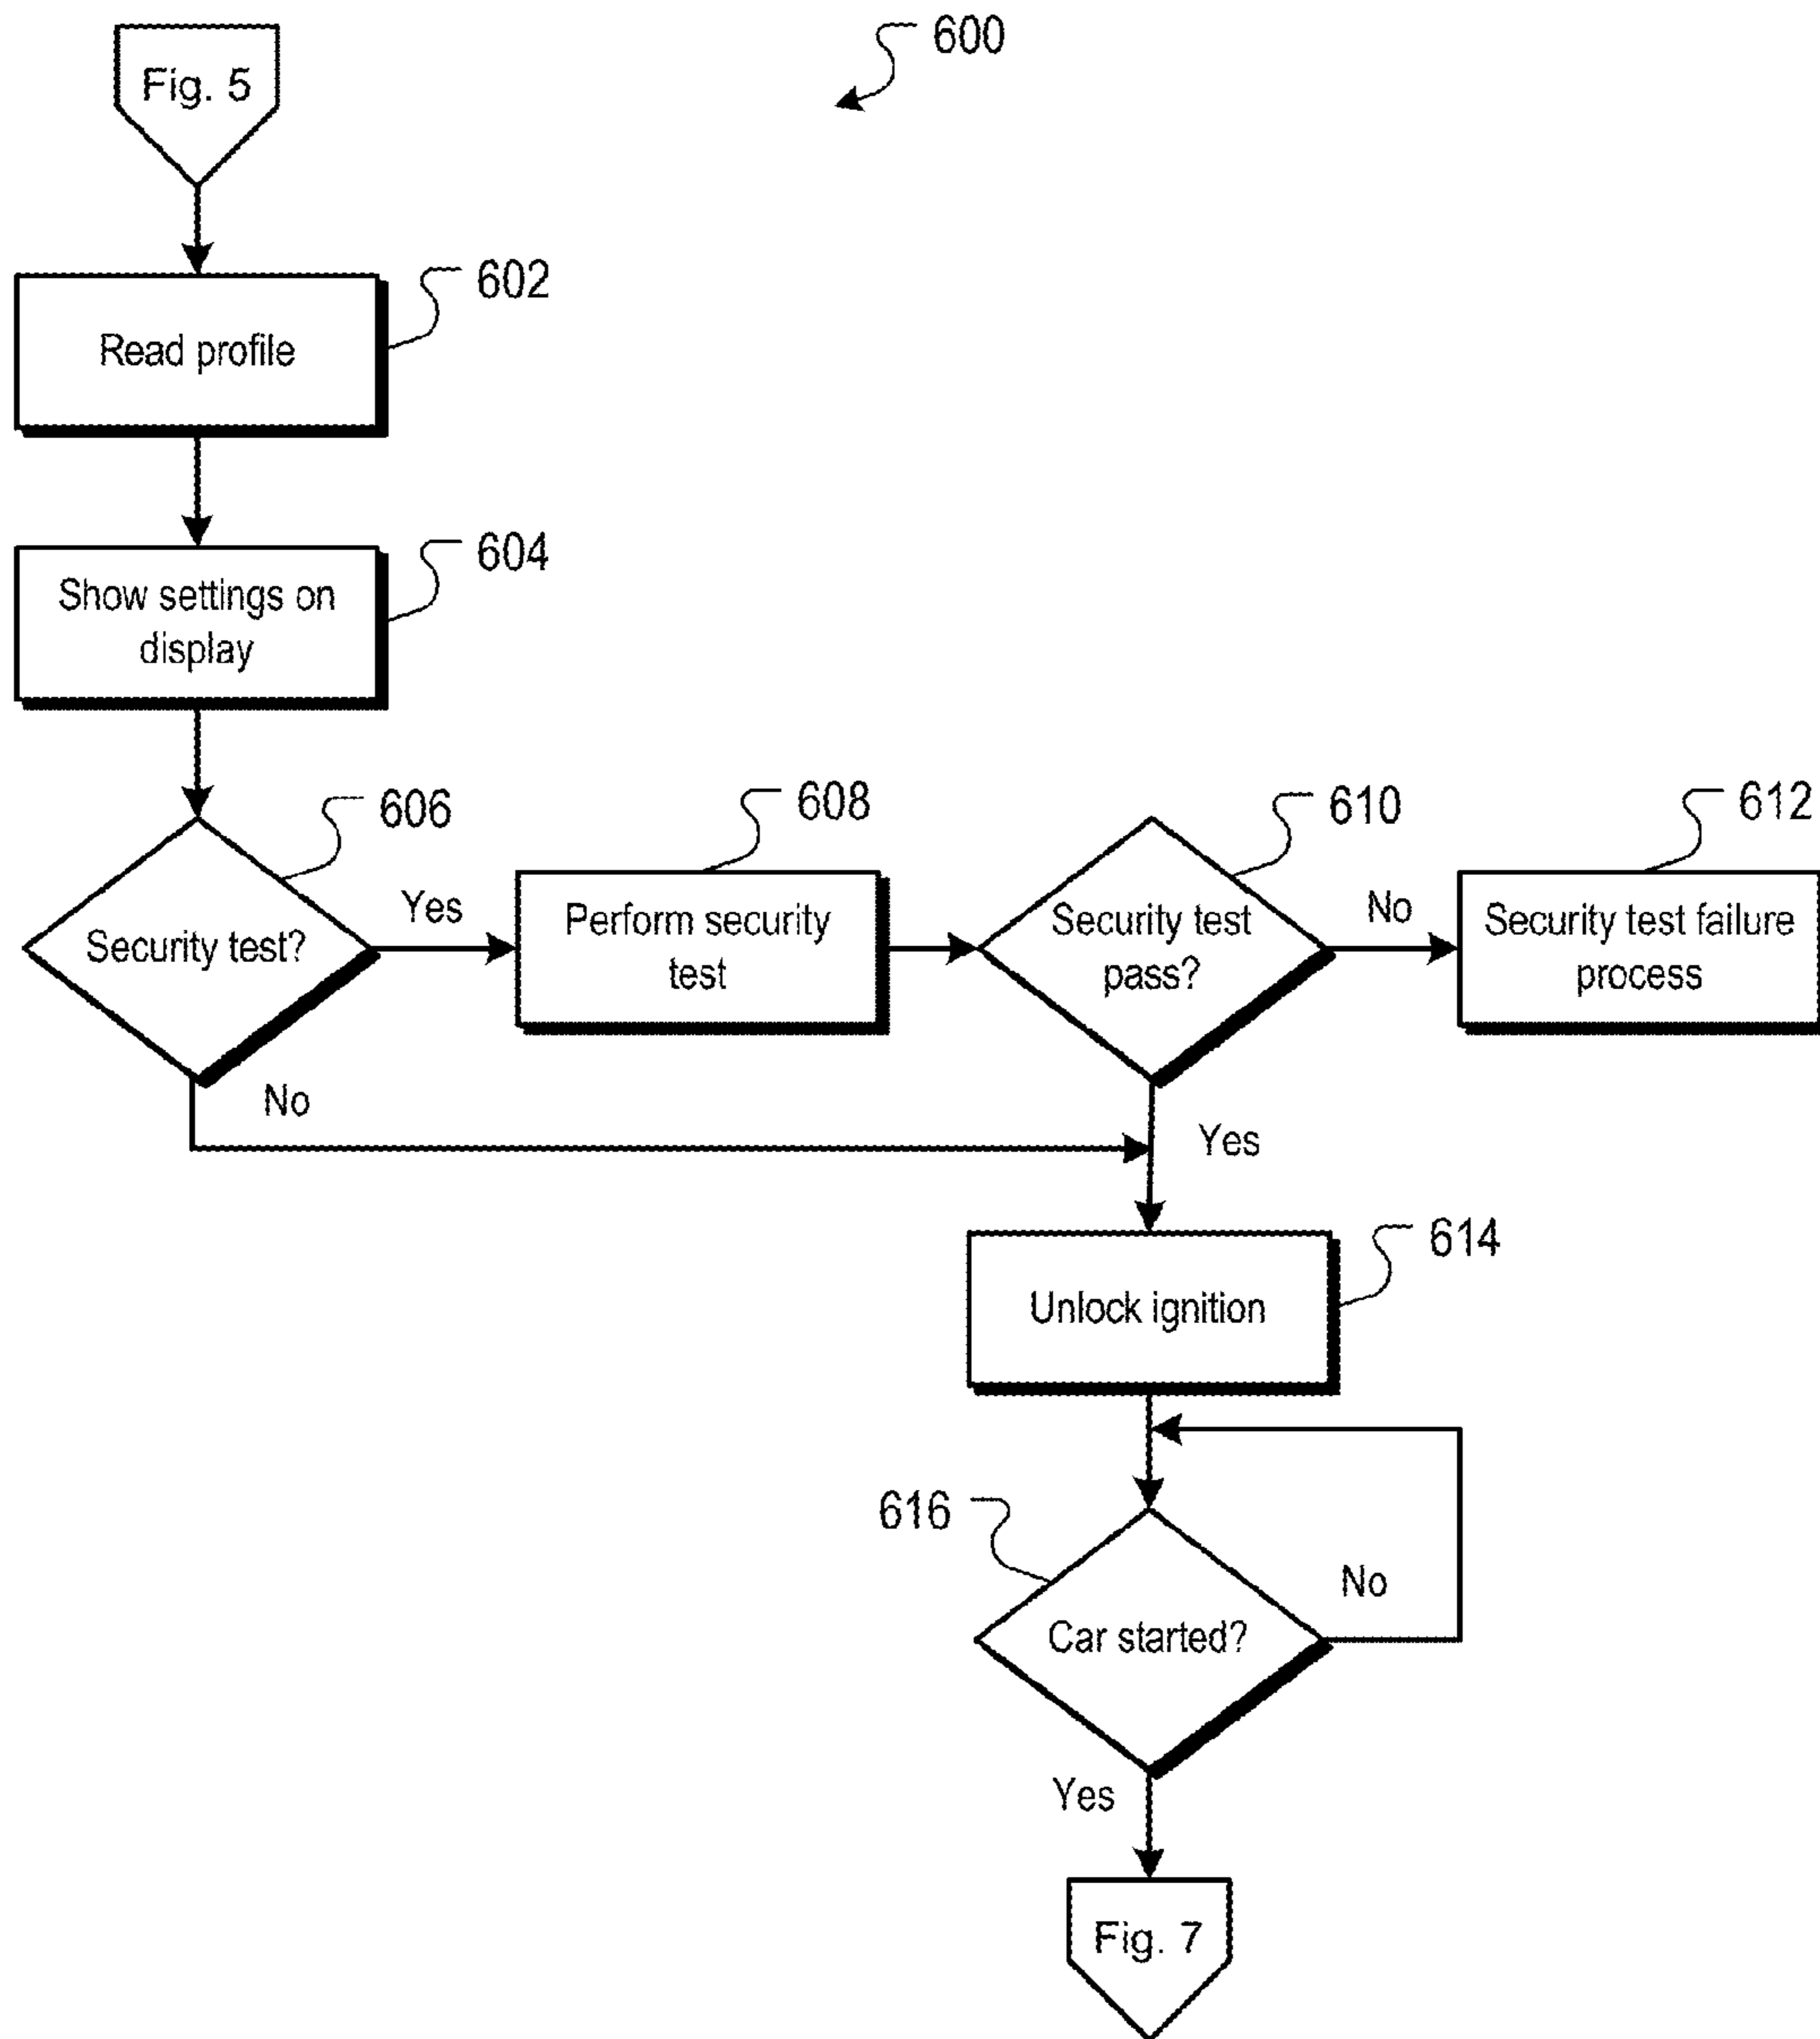 600
Fig. 5
602
Read profile
604
Show settings on
display
606
Security test?
Yes
No
608
Perform security
test
610
Security test
pass?
No
Yes
612
Security test failure
process
614
Unlock ignition
616
Car started?
No
Yes
Fig. 7